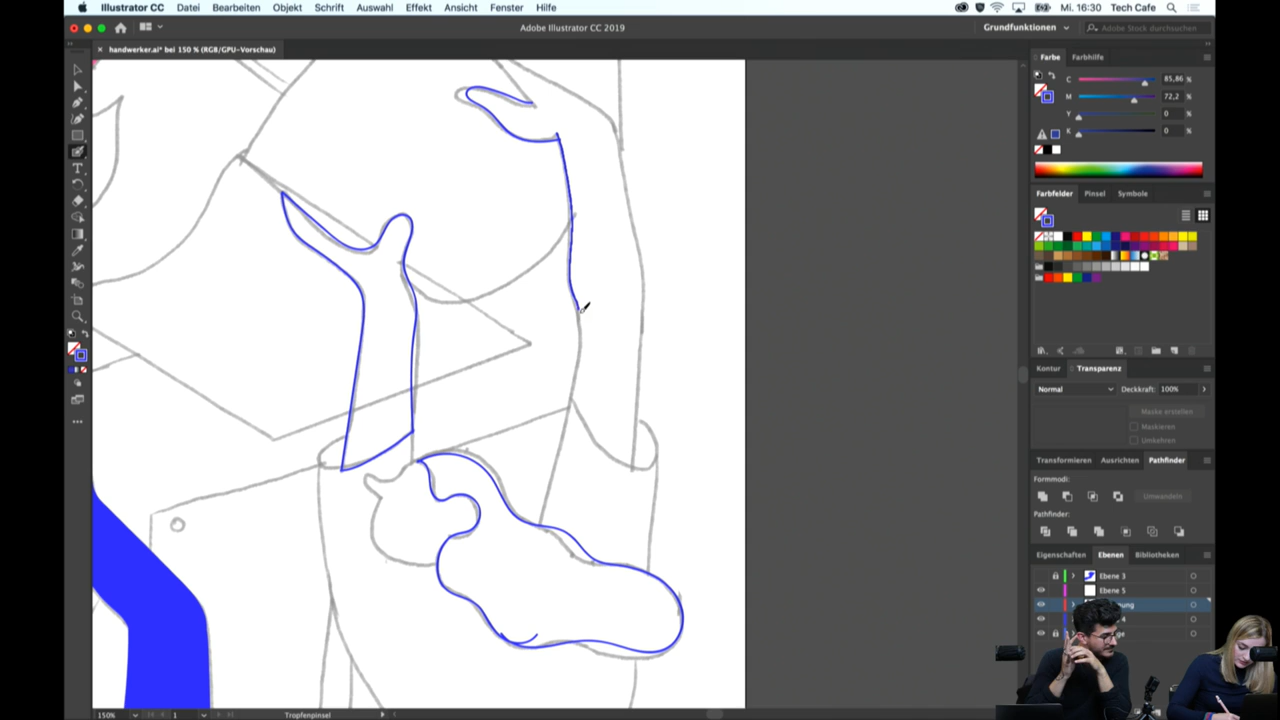 Illustrator CC Datei Bearbeiten Objekt Schrift Auswahl Effekt Ansicht Fenster Hilfe Mi. 16:30 Tech Cafe
Adobe Illustrator CC 2019
Grundfunktionen
Adobe Stock durchsuchen
handwerker.ai* bei 150 % (RGB/GPU-Vorschau)
Farbe Farbhilfe
C 85,86 %
M 72,2 %
Y 0 %
K 0 %
Farbfelder Pinsel Symbole
Kontur Transparenz
Normal Deckkraft: 100%
Maske erstellen
Maskieren
Umkehren
Transformieren Ausrichten Pathfinder
Formmodi:
Umwandeln
Pathfinder:
Eigenschaften Ebenen Bibliotheken
Ebene 3
Ebene 5
150% 1 Tropfenpinsel